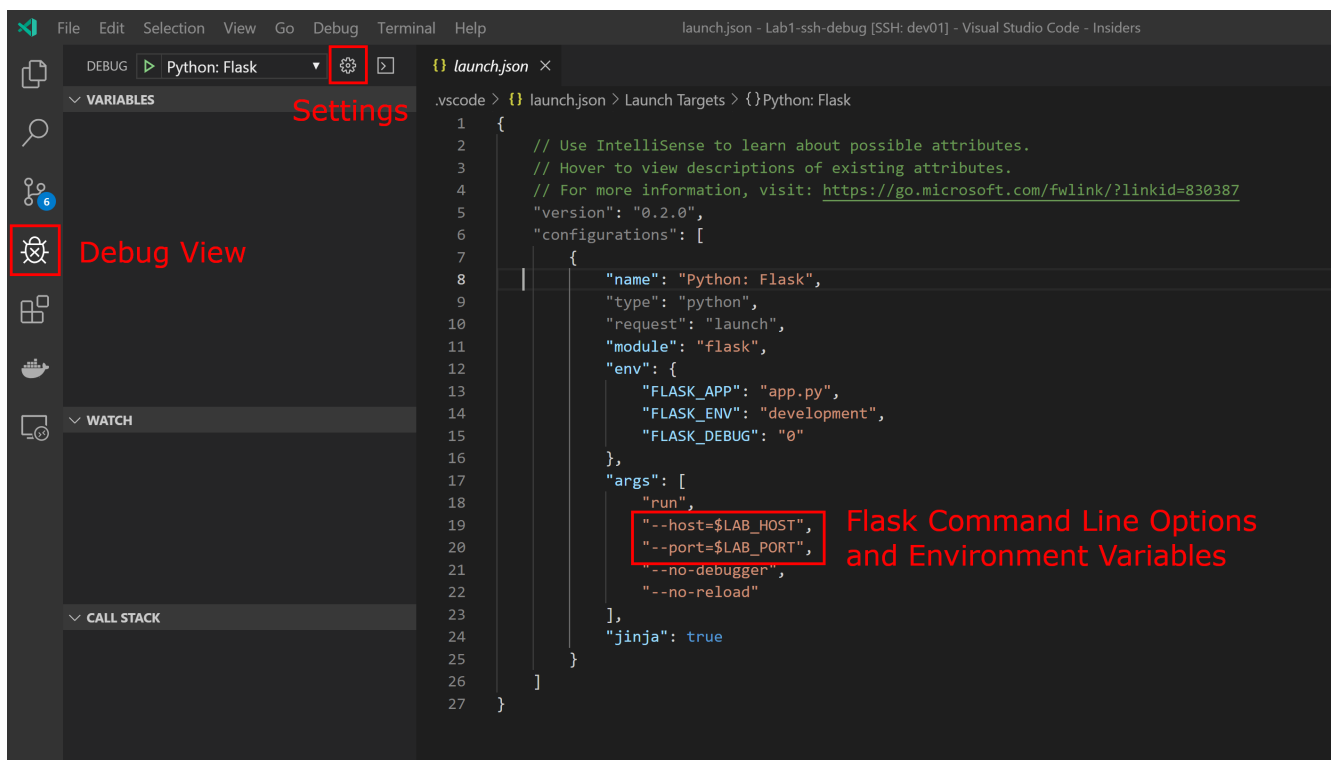 File Edit Selection View Go Debug Terminal Help
launch.json - Lab1-ssh-debug [SSH: dev01] - Visual Studio Code - Insiders
DEBUG Python: Flask
Settings
VARIABLES
6
Debug View
WATCH
CALL STACK
{} launch.json ×
.vscode > {} launch.json > Launch Targets > {} Python: Flask
1 {
2 // Use IntelliSense to learn about possible attributes.
3 // Hover to view descriptions of existing attributes.
4 // For more information, visit: https://go.microsoft.com/fwlink/?linkid=830387
5 "version": "0.2.0",
6 "configurations": [
7 {
8 "name": "Python: Flask",
9 "type": "python",
10 "request": "launch",
11 "module": "flask",
12 "env": {
13 "FLASK_APP": "app.py",
14 "FLASK_ENV": "development",
15 "FLASK_DEBUG": "0"
16 },
17 "args": [
18 "run",
19 "--host=$LAB_HOST",
20 "--port=$LAB_PORT",
21 "--no-debugger",
22 "--no-reload"
23 ],
24 "jinja": true
25 }
26 ]
27 }
Flask Command Line Options
and Environment Variables